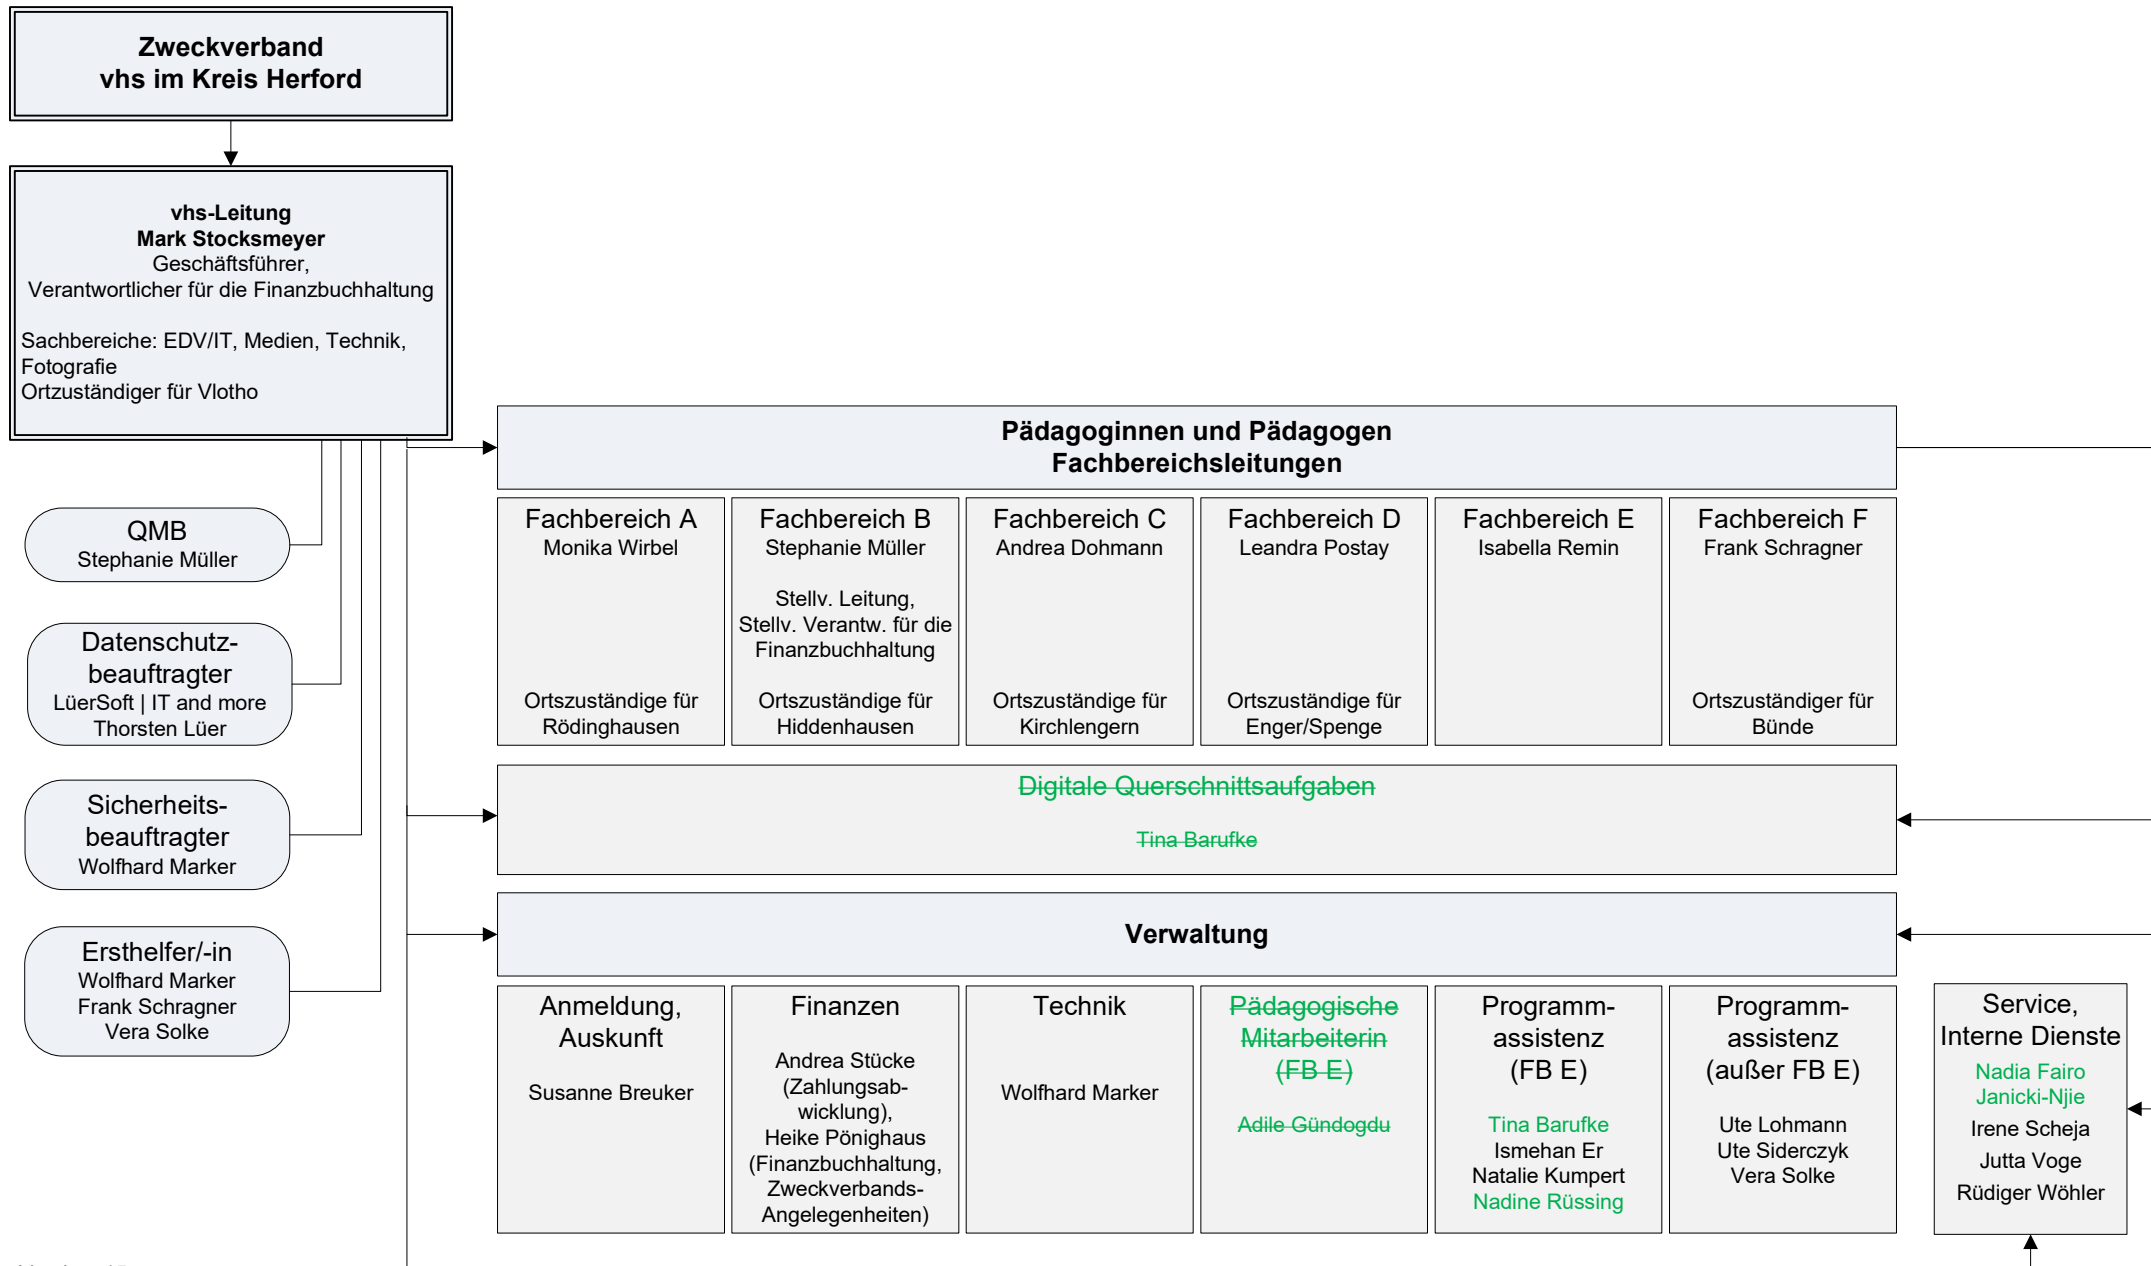 Zweckverband
vhs im Kreis Herford
vhs-Leitung
Mark Stocksmeyer
Geschäftsführer,
Verantwortlicher für die Finanzbuchhaltung
Sachbereiche: EDV/IT, Medien, Technik,
Fotografie
Ortzuständiger für Vlotho
QMB
Stephanie Müller
Datenschutz-
beauftragter
LüerSoft | IT and more
Thorsten Lüer
Sicherheits-
beauftragter
Wolfhard Marker
Ersthelfer/-in
Wolfhard Marker
Frank Schragner
Vera Solke
Pädagoginnen und Pädagogen
Fachbereichsleitungen
Fachbereich A
Monika Wirbel
Ortszuständige für
Rödinghausen
Fachbereich B
Stephanie Müller
Stellv. Leitung,
Stellv. Verantw. für die
Finanzbuchhaltung
Ortszuständige für
Hiddenhausen
Fachbereich C
Andrea Dohmann
Ortszuständige für
Kirchlengern
Fachbereich D
Leandra Postay
Ortszuständige für
Enger/Spenge
Fachbereich E
Isabella Remin
Fachbereich F
Frank Schragner
Ortszuständiger für
Bünde
Digitale Querschnittsaufgaben
Tina Barufke
Verwaltung
Anmeldung,
Auskunft
Susanne Breuker
Finanzen
Andrea Stücke
(Zahlungsab-
wicklung),
Heike Pönighaus
(Finanzbuchhaltung,
Zweckverbands-
Angelegenheiten)
Technik
Wolfhard Marker
Pädagogische
Mitarbeiterin
(FB E)
Adile Gündogdu
Programm-
assistenz
(FB E)
Tina Barufke
Ismehan Er
Natalie Kumpert
Nadine Rüssing
Programm-
assistenz
(außer FB E)
Ute Lohmann
Ute Siderczyk
Vera Solke
Service,
Interne Dienste
Nadia Fairo
Janicki-Njie
Irene Scheja
Jutta Voge
Rüdiger Wöhler